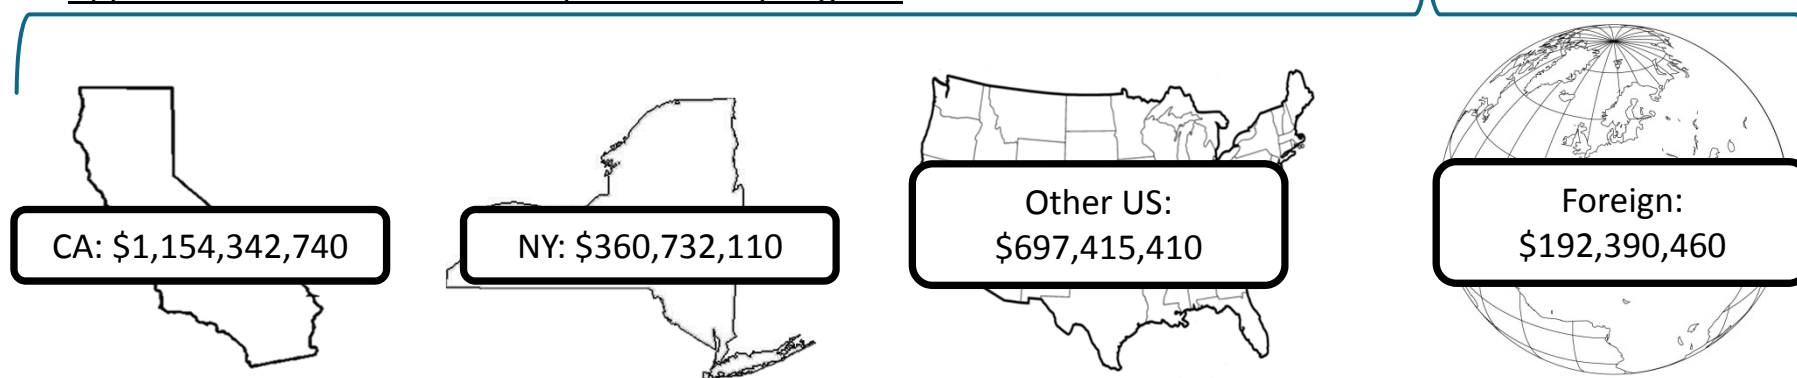 CA: $1,154,342,740
NY: $360,732,110
Other US:
$697,415,410
Foreign:
$192,390,460